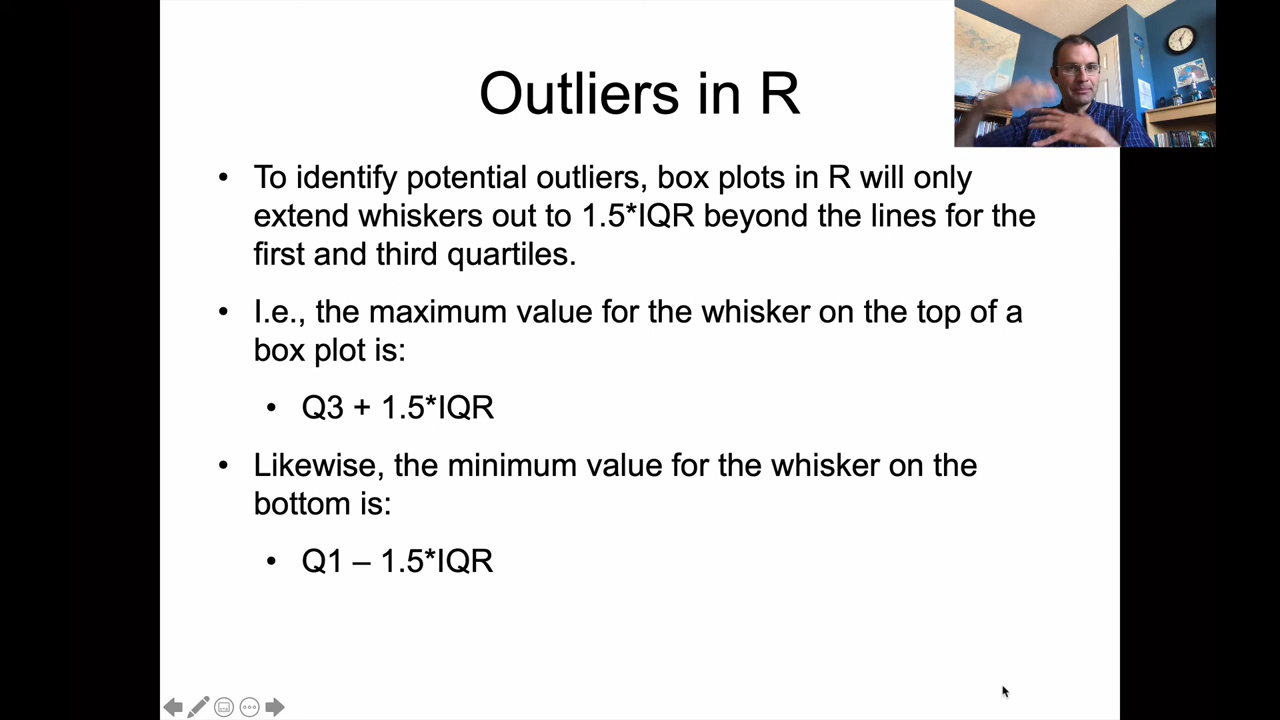 Outliers in R
• To identify potential outliers, box plots in R will only
extend whiskers out to 1.5*IQR beyond the lines for the
first and third quartiles.
• I.e., the maximum value for the whisker on the top of a
box plot is:
• Q3 + 1.5*IQR
• Likewise, the minimum value for the whisker on the
bottom is:
• Q1 – 1.5*IQR